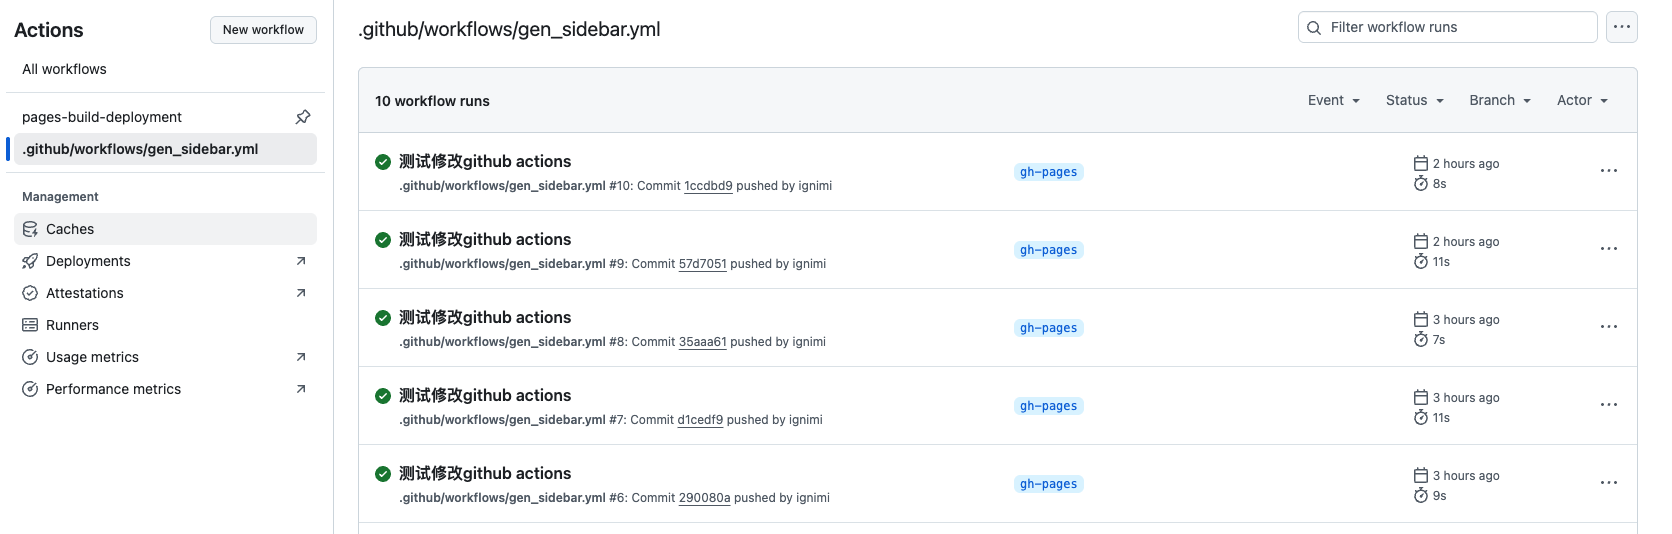 Actions
New workflow
All workflows
pages-build-deployment
.github/workflows/gen_sidebar.yml
Management
Caches
Deployments
Attestations
Runners
Usage metrics
Performance metrics
.github/workflows/gen_sidebar.yml
Filter workflow runs
10 workflow runs
Event Status Branch Actor
测试修改github actions
.github/workflows/gen_sidebar.yml #10: Commit 1ccdbd9 pushed by ignimi
gh-pages
2 hours ago
8s
测试修改github actions
.github/workflows/gen_sidebar.yml #9: Commit 57d7051 pushed by ignimi
gh-pages
2 hours ago
11s
测试修改github actions
.github/workflows/gen_sidebar.yml #8: Commit 35aaa61 pushed by ignimi
gh-pages
3 hours ago
7s
测试修改github actions
.github/workflows/gen_sidebar.yml #7: Commit d1cedf9 pushed by ignimi
gh-pages
3 hours ago
11s
测试修改github actions
.github/workflows/gen_sidebar.yml #6: Commit 290080a pushed by ignimi
gh-pages
3 hours ago
9s